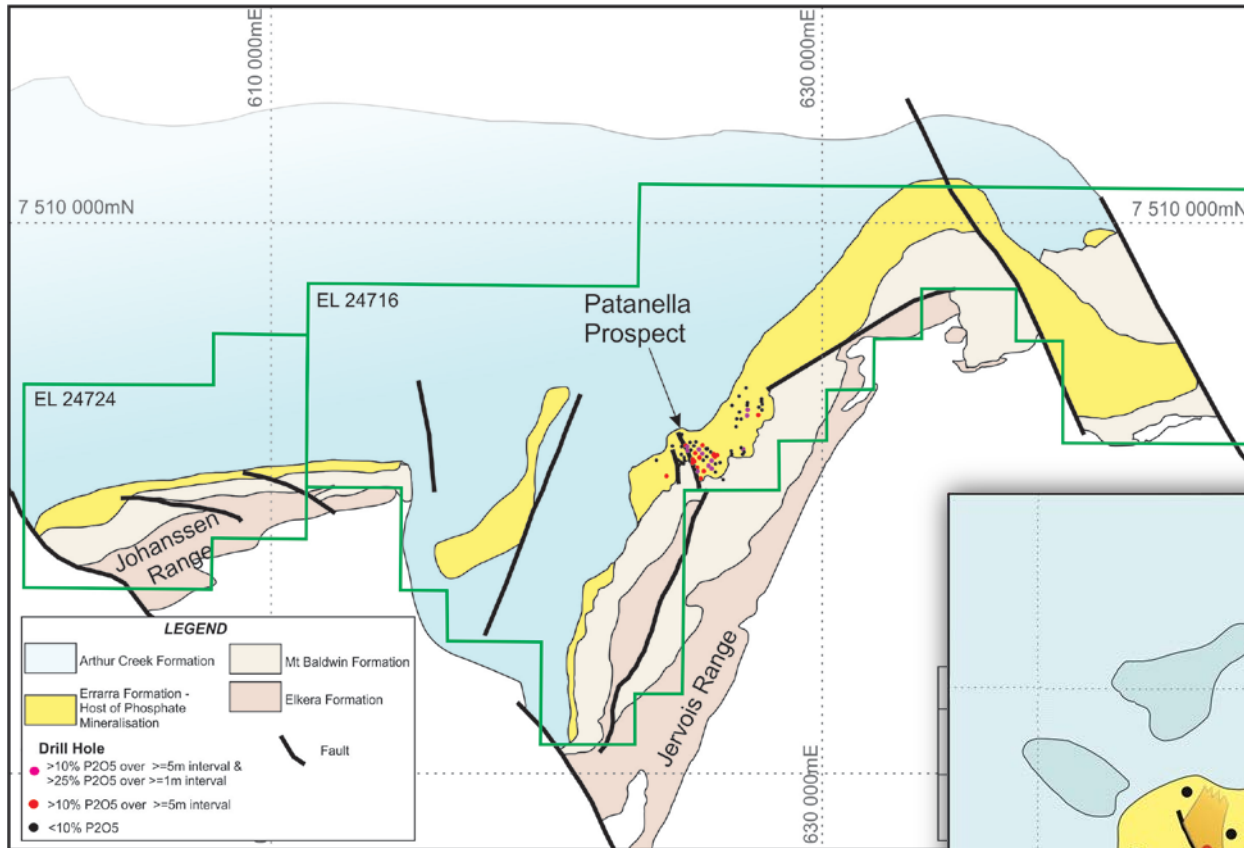 610 000mE
630 000mE
7 510 000mN
7 510 000mN
EL 24716
Patanella
Prospect
EL 24724
Johanssen
Range
Jervois Range
LEGEND
Arthur Creek Formation
Mt Baldwin Formation
Errarra Formation -
Host of Phosphate
Mineralisation
Elkera Formation
Drill Hole
Fault
>10% P2O5 over >=5m interval &
>25% P2O5 over >=1m interval
>10% P2O5 over >=5m interval
<10% P2O5
630 000mE